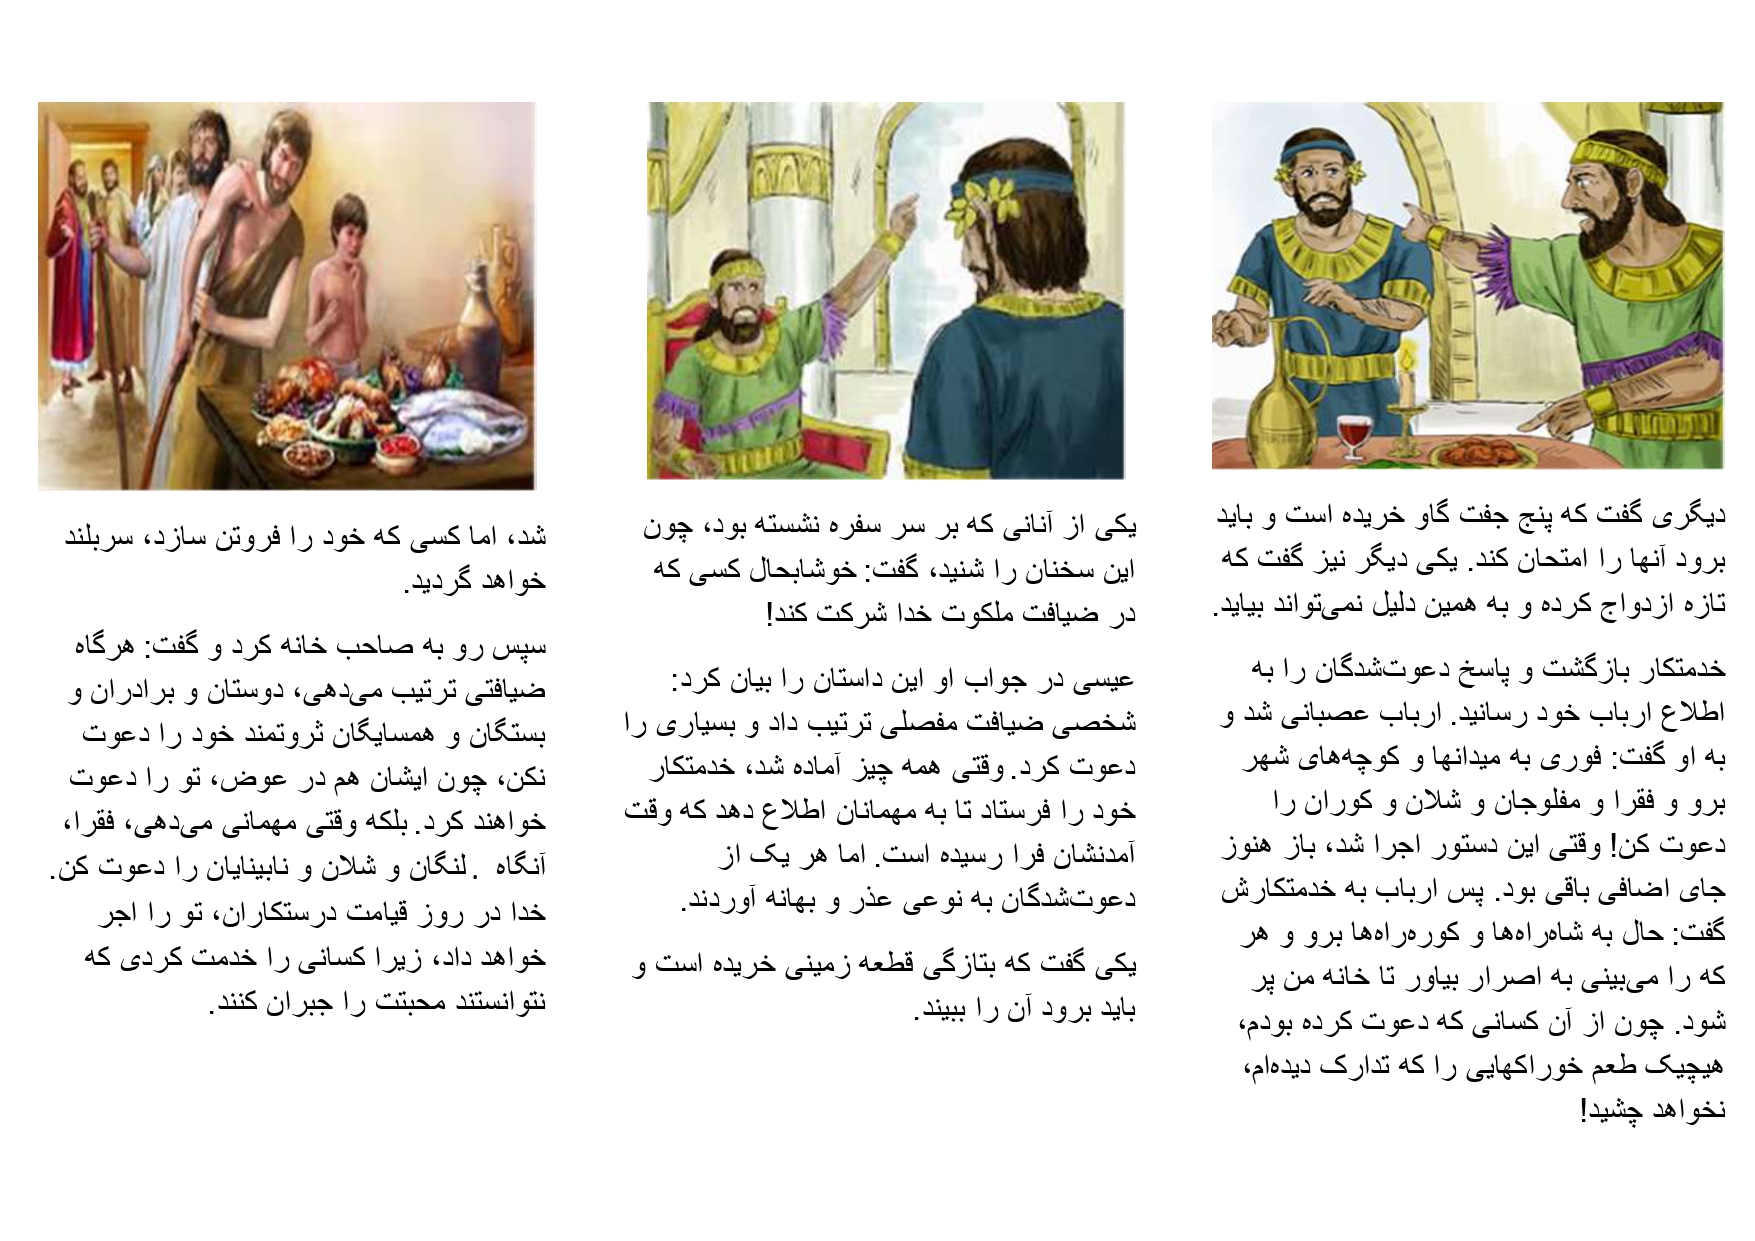 شد، اما کسی که خود را فروتن سازد، سربلند
خواهد گردید.
سپس رو به صاحب خانه کرد و گفت: هرگاه
ضیافتی ترتیب می‌دهی، دوستان و برادران و
بستگان و همسایگان ثروتمند خود را دعوت
نکن، چون ایشان هم در عوض، تو را دعوت
خواهند کرد. بلکه وقتی مهمانی می‌دهی، فقرا،
آنگاه . لنگان و شلان و نابینایان را دعوت کن.
خدا در روز قیامت درستکاران، تو را اجر
خواهد داد، زیرا کسانی را خدمت کردی که
نتوانستند محبتت را جبران کنند.
یکی از آنانی که بر سر سفره نشسته بود، چون
این سخنان را شنید، گفت: خوشابحال کسی که
در ضیافت ملکوت خدا شرکت کند!
عیسی در جواب او این داستان را بیان کرد:
شخصی ضیافت مفصلی ترتیب داد و بسیاری را
دعوت کرد. وقتی همه چیز آماده شد، خدمتکار
خود را فرستاد تا به مهمانان اطلاع دهد که وقت
آمدنشان فرا رسیده است. اما هر یک از
دعوت‌شدگان به نوعی عذر و بهانه آوردند.
یکی گفت که بتازگی قطعه زمینی خریده است و
باید برود آن را ببیند.
دیگری گفت که پنج جفت گاو خریده است و باید
برود آنها را امتحان کند. یکی دیگر نیز گفت که
تازه ازدواج کرده و به همین دلیل نمی‌تواند بیاید.
خدمتکار بازگشت و پاسخ دعوت‌شدگان را به
اطلاع ارباب خود رسانید. ارباب عصبانی شد و
به او گفت: فوری به میدانها و کوچه‌های شهر
برو و فقرا و مفلوجان و شلان و کوران را
دعوت کن! وقتی این دستور اجرا شد، باز هنوز
جای اضافی باقی بود. پس ارباب به خدمتکارش
گفت: حال به شاه‌راه‌ها و کوره‌راه‌ها برو و هر
که را می‌بینی به اصرار بیاور تا خانه من پر
شود. چون از آن کسانی که دعوت کرده بودم،
هیچیک طعم خوراکهایی را که تدارک دیده‌ام،
نخواهد چشید!